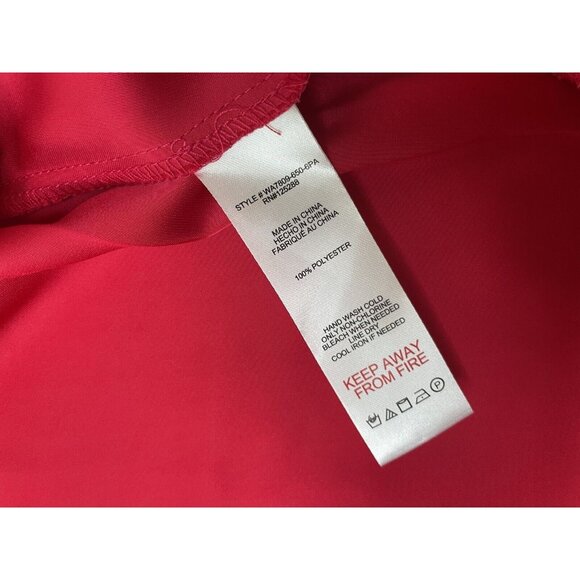 STYLE # WA7809-650-6PA
RN#125288
MADE IN CHINA
HECHO EN CHINA
FABRIQUÉ AU CHINA
100% POLYESTER
HAND WASH COLD
ONLY NON-CHLORINE
BLEACH WHEN NEEDED
LINE DRY
COOL IRON IF NEEDED
KEEP AWAY
FROM FIRE
P